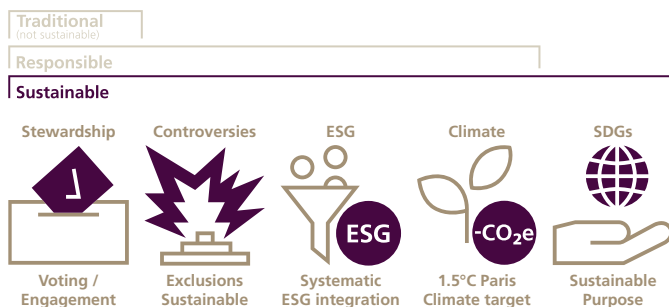 Traditional
(not sustainable)
Responsible
Sustainable
Stewardship
Controversies
ESG
Climate
SDGs
ESG
-CO₂e
Voting /
Engagement
Exclusions
Sustainable
Systematic
ESG integration
1.5°C Paris
Climate target
Sustainable
Purpose